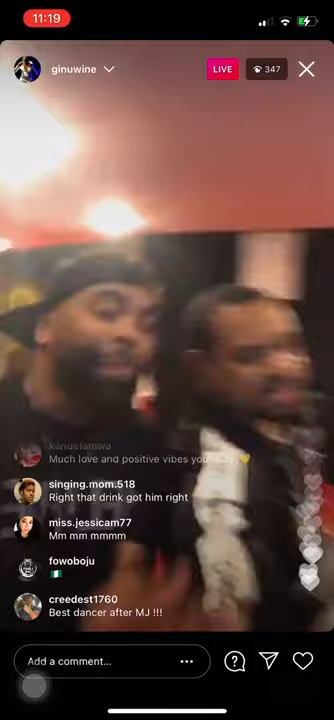 11:19
ginuwine
LIVE
347
Much love and positive vibes
singing.mom.518
Right that drink got him right
miss.jessicam77
Mm mm mmmm
fowoboju
🇳🇬
creedest1760
Best dancer after MJ !!!
Add a comment...